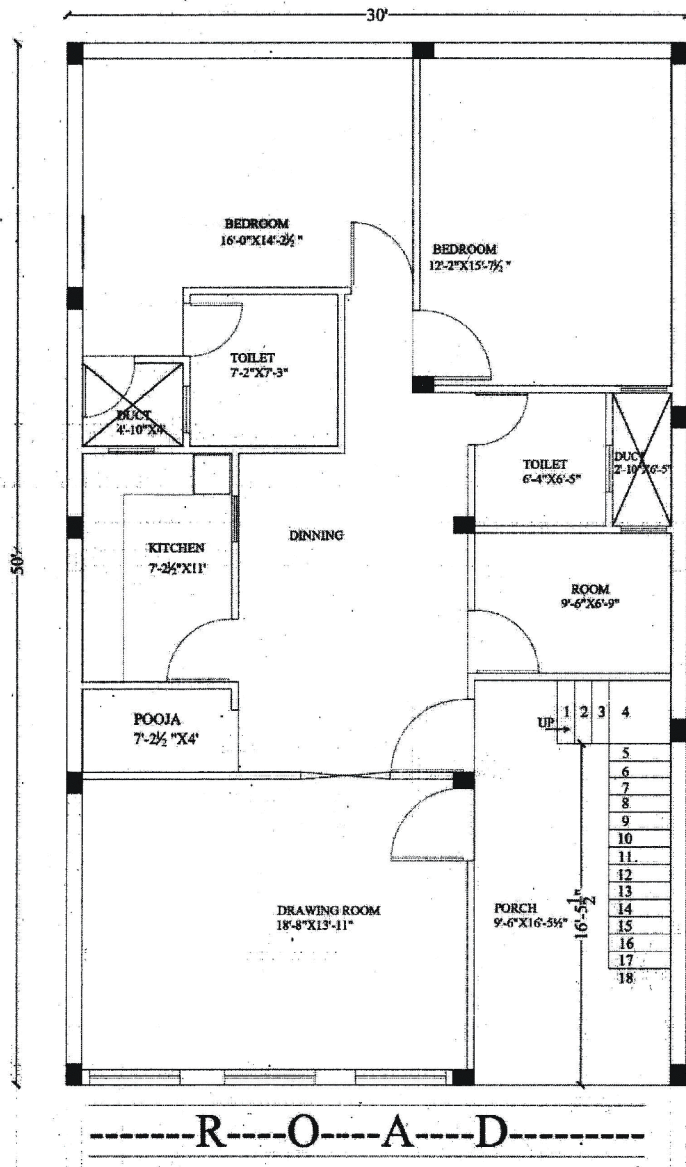 30'
50'
BEDROOM
16'-0"X14'-2½"
BEDROOM
12'-2"X15'-7½"
TOILET
7'-2"X7'-3"
DUCT
4'-10"X4'
TOILET
6'-4"X6'-5"
DUCT
2'-10"X6'-5"
KITCHEN
7'-2½"X11'
DINNING
ROOM
9'-6"X6'-9"
POOJA
7'-2½"X4'
UP
1 2 3 4
5
6
7
8
9
10
11
12
13
14
15
16
17
18
DRAWING ROOM
18'-8"X13'-11"
PORCH
9'-6"X16'-5½"
16'-5½"
ROAD